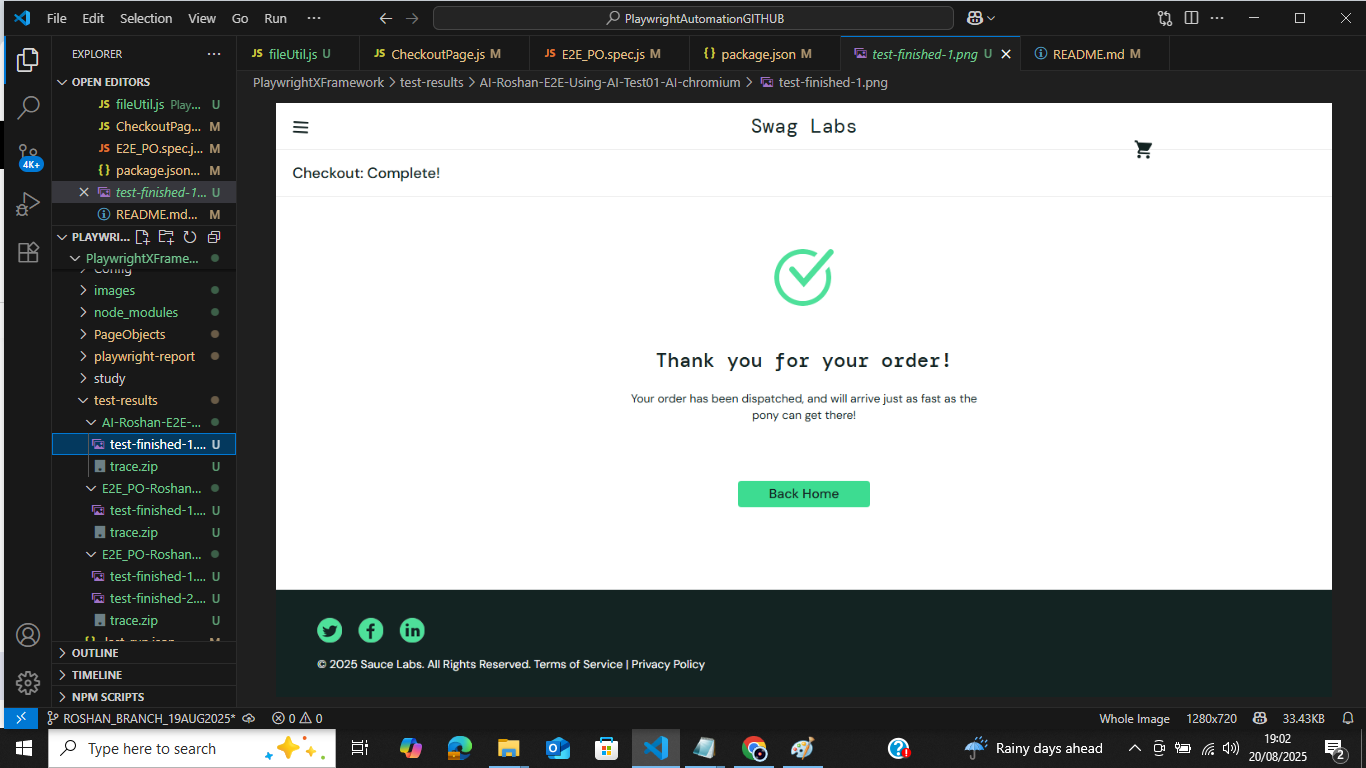 File Edit Selection View Go Run ···
PlaywrightAutomationGITHUB
EXPLORER ···
OPEN EDITORS
JS fileUtil.js Play... U
JS CheckoutPag... M
JS E2E_PO.spec.j... M
{} package.json... M
test-finished-1... U
README.md... M
PLAYWRI...
PlaywrightXFrame...
Config
images
node_modules
PageObjects
playwright-report
study
test-results
AI-Roshan-E2E-...
test-finished-1.... U
trace.zip U
E2E_PO-Roshan...
test-finished-1.... U
trace.zip U
E2E_PO-Roshan...
test-finished-1.... U
test-finished-2.... U
trace.zip U
OUTLINE
TIMELINE
NPM SCRIPTS
4K+
JS fileUtil.js U JS CheckoutPage.js M JS E2E_PO.spec.js M {} package.json M test-finished-1.png U README.md M
PlaywrightXFramework > test-results > AI-Roshan-E2E-Using-AI-Test01-AI-chromium > test-finished-1.png
Swag Labs
Checkout: Complete!
Thank you for your order!
Your order has been dispatched, and will arrive just as fast as the
pony can get there!
Back Home
© 2025 Sauce Labs. All Rights Reserved. Terms of Service | Privacy Policy
ROSHAN_BRANCH_19AUG2025* 0 0 Whole Image 1280x720 33.43KB
Type here to search
Rainy days ahead
19:02
20/08/2025
2